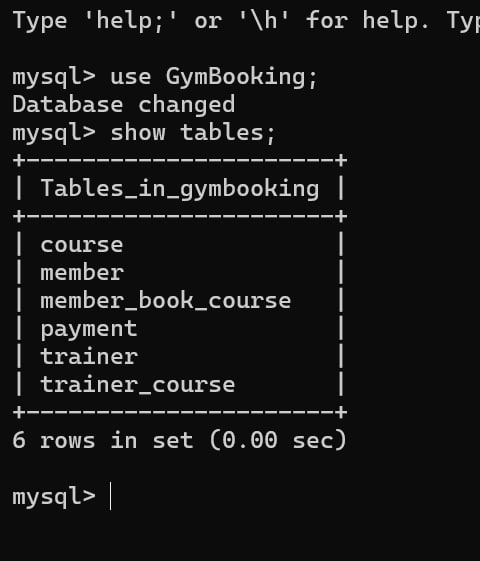 Type 'help;' or '\h' for help. Typ
mysql> use GymBooking;
Database changed
mysql> show tables;
+----------------------+
| Tables_in_gymbooking |
+----------------------+
| course               |
| member               |
| member_book_course   |
| payment              |
| trainer              |
| trainer_course       |
+----------------------+
6 rows in set (0.00 sec)
mysql>